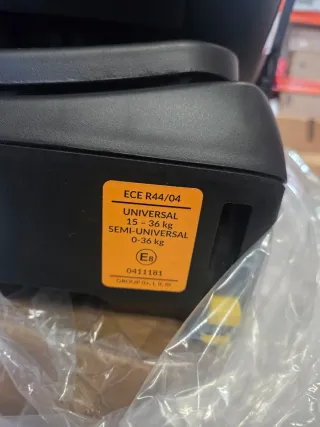 ECE R44/04
UNIVERSAL
15 – 36 kg
SEMI-UNIVERSAL
0-36 kg
E8
0411181
GROUP 0+, I, II, III